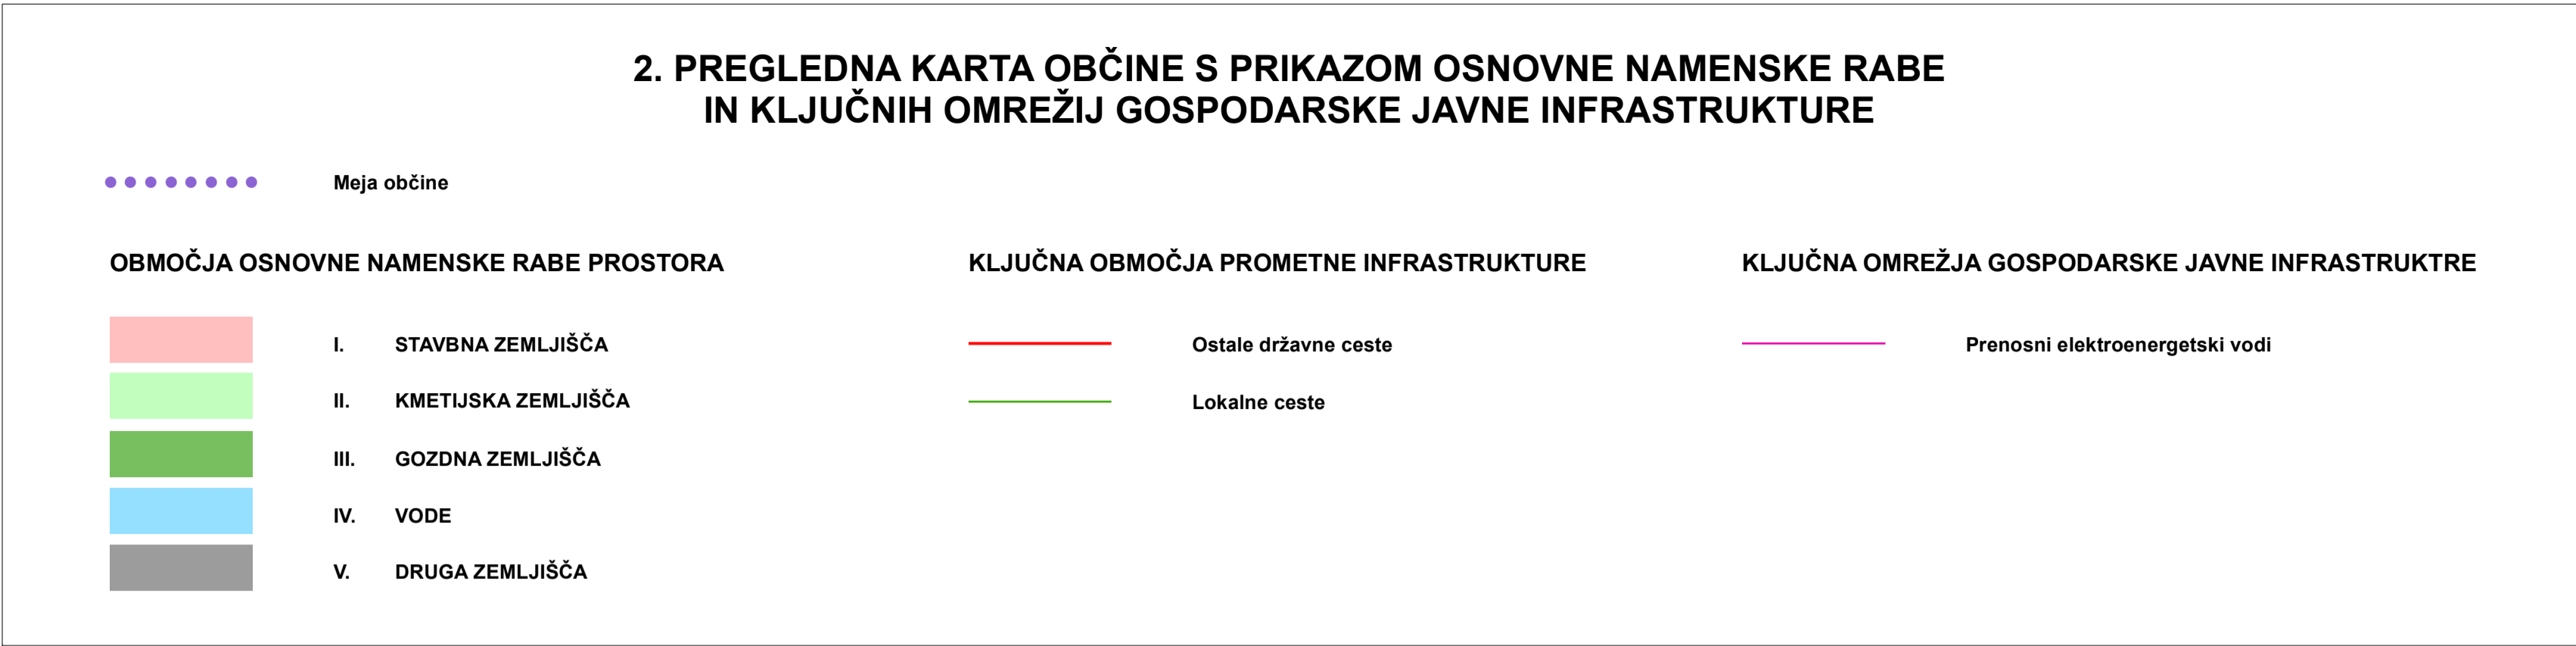 2. PREGLEDNA KARTA OBČINE S PRIKAZOM OSNOVNE NAMENSKE RABE
IN KLJUČNIH OMREŽIJ GOSPODARSKE JAVNE INFRASTRUKTURE
Meja občine
OBMOČJA OSNOVNE NAMENSKE RABE PROSTORA
I. STAVBNA ZEMLJIŠČA
II. KMETIJSKA ZEMLJIŠČA
III. GOZDNA ZEMLJIŠČA
IV. VODE
V. DRUGA ZEMLJIŠČA
KLJUČNA OBMOČJA PROMETNE INFRASTRUKTURE
Ostale državne ceste
Lokalne ceste
KLJUČNA OMREŽJA GOSPODARSKE JAVNE INFRASTRUKTRE
Prenosni elektroenergetski vodi